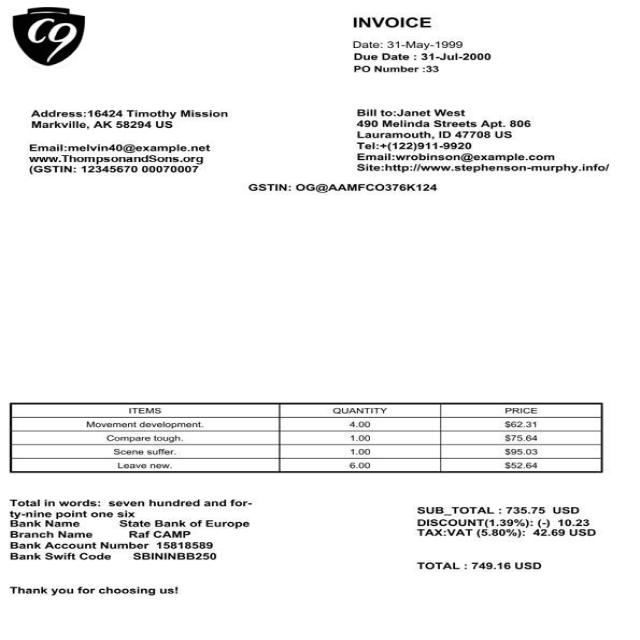 C9
INVOICE
Date: 31-May-1999
Due Date : 31-Jul-2000
PO Number :33
Address:16424 Timothy Mission
Markville, AK 58294 US
Email:melvin40@example.net
www.ThompsonandSons.org
(GSTIN: 12345670 00070007
Bill to:Janet West
490 Melinda Streets Apt. 806
Lauramouth, ID 47708 US
Tel:+(122)911-9920
Email:wrobinson@example.com
Site:http://www.stephenson-murphy.info/
GSTIN: OG@AAMFCO376K124
ITEMS QUANTITY PRICE
Movement development. 4.00 $62.31
Compare tough. 1.00 $75.64
Scene suffer. 1.00 $95.03
Leave new. 6.00 $52.64
Total in words: seven hundred and for-
ty-nine point one six
Bank Name State Bank of Europe
Branch Name Raf CAMP
Bank Account Number 15818589
Bank Swift Code SBININBB250
SUB_TOTAL : 735.75 USD
DISCOUNT(1.39%): (-) 10.23
TAX:VAT (5.80%): 42.69 USD
TOTAL : 749.16 USD
Thank you for choosing us!